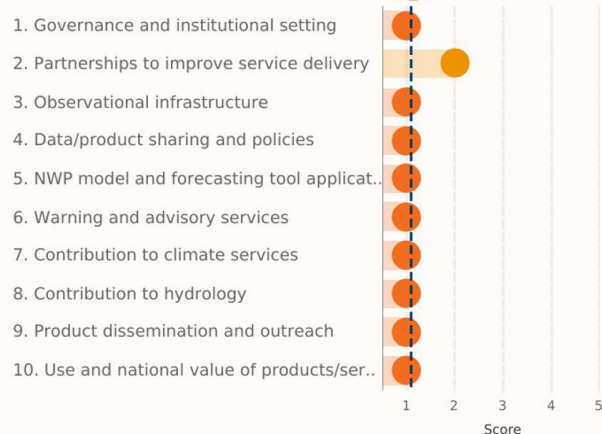 1. Governance and institutional setting
2. Partnerships to improve service delivery
3. Observational infrastructure
4. Data/product sharing and policies
5. NWP model and forecasting tool applicat..
6. Warning and advisory services
7. Contribution to climate services
8. Contribution to hydrology
9. Product dissemination and outreach
10. Use and national value of products/ser..
1 2 3 4 5
Score